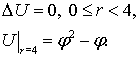 ΔU = 0, 0 ≤ r < 4,
U|ᵣ₌₄ = φ² − φ.